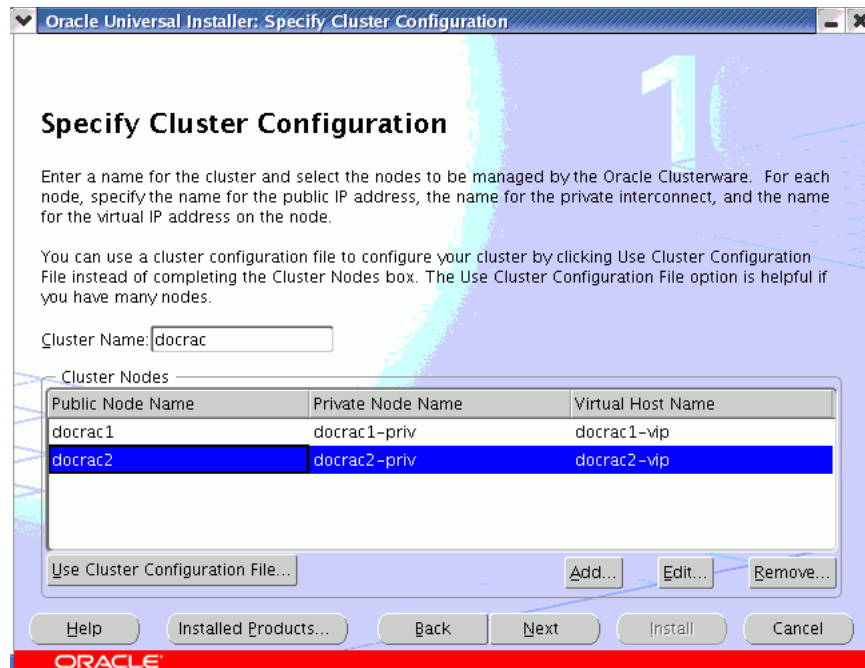 Oracle Universal Installer: Specify Cluster Configuration
Specify Cluster Configuration
Enter a name for the cluster and select the nodes to be managed by the Oracle Clusterware. For each
node, specify the name for the public IP address, the name for the private interconnect, and the name
for the virtual IP address on the node.
You can use a cluster configuration file to configure your cluster by clicking Use Cluster Configuration
File instead of completing the Cluster Nodes box. The Use Cluster Configuration File option is helpful if
you have many nodes.
Cluster Name: docrac
Cluster Nodes
Public Node Name Private Node Name Virtual Host Name
docrac1 docrac1-priv docrac1-vip
docrac2 docrac2-priv docrac2-vip
Use Cluster Configuration File... Add... Edit... Remove...
Help Installed Products... Back Next Install Cancel
ORACLE